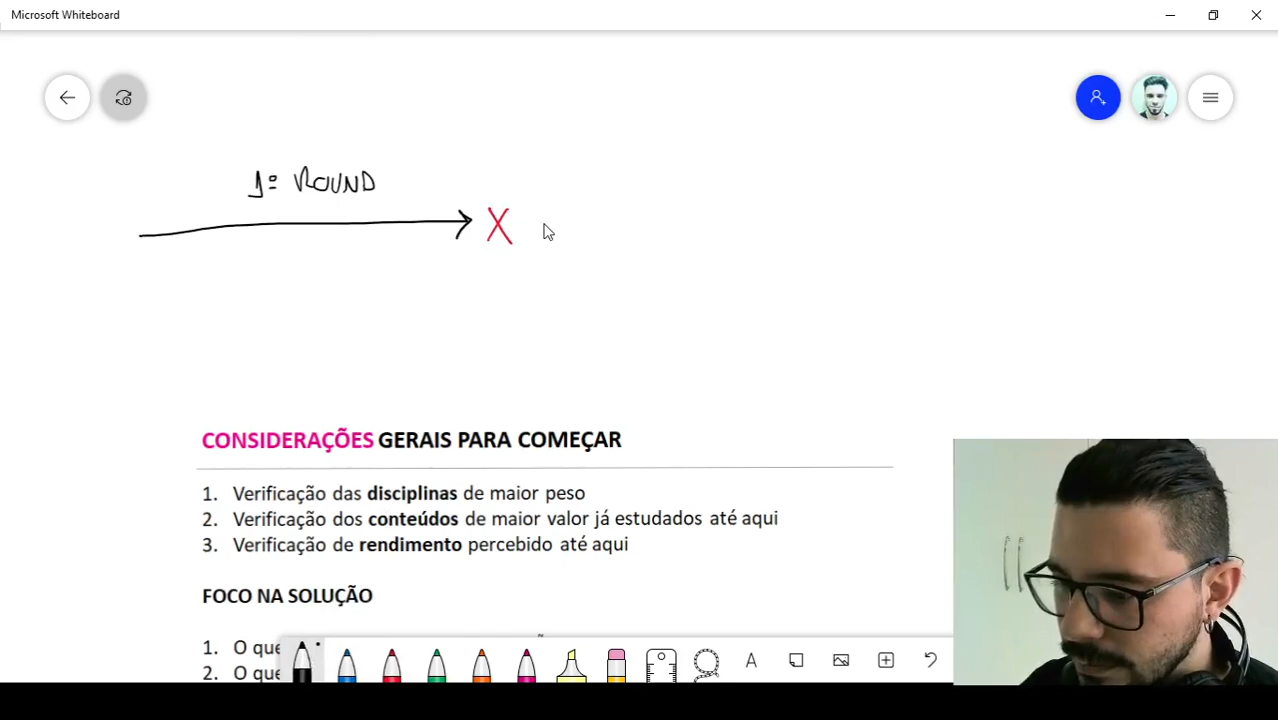 Microsoft Whiteboard
1º ROUND
X
CONSIDERAÇÕES GERAIS PARA COMEÇAR
1. Verificação das disciplinas de maior peso
2. Verificação dos conteúdos de maior valor já estudados até aqui
3. Verificação de rendimento percebido até aqui
FOCO NA SOLUÇÃO
1. O que
2. O que
A